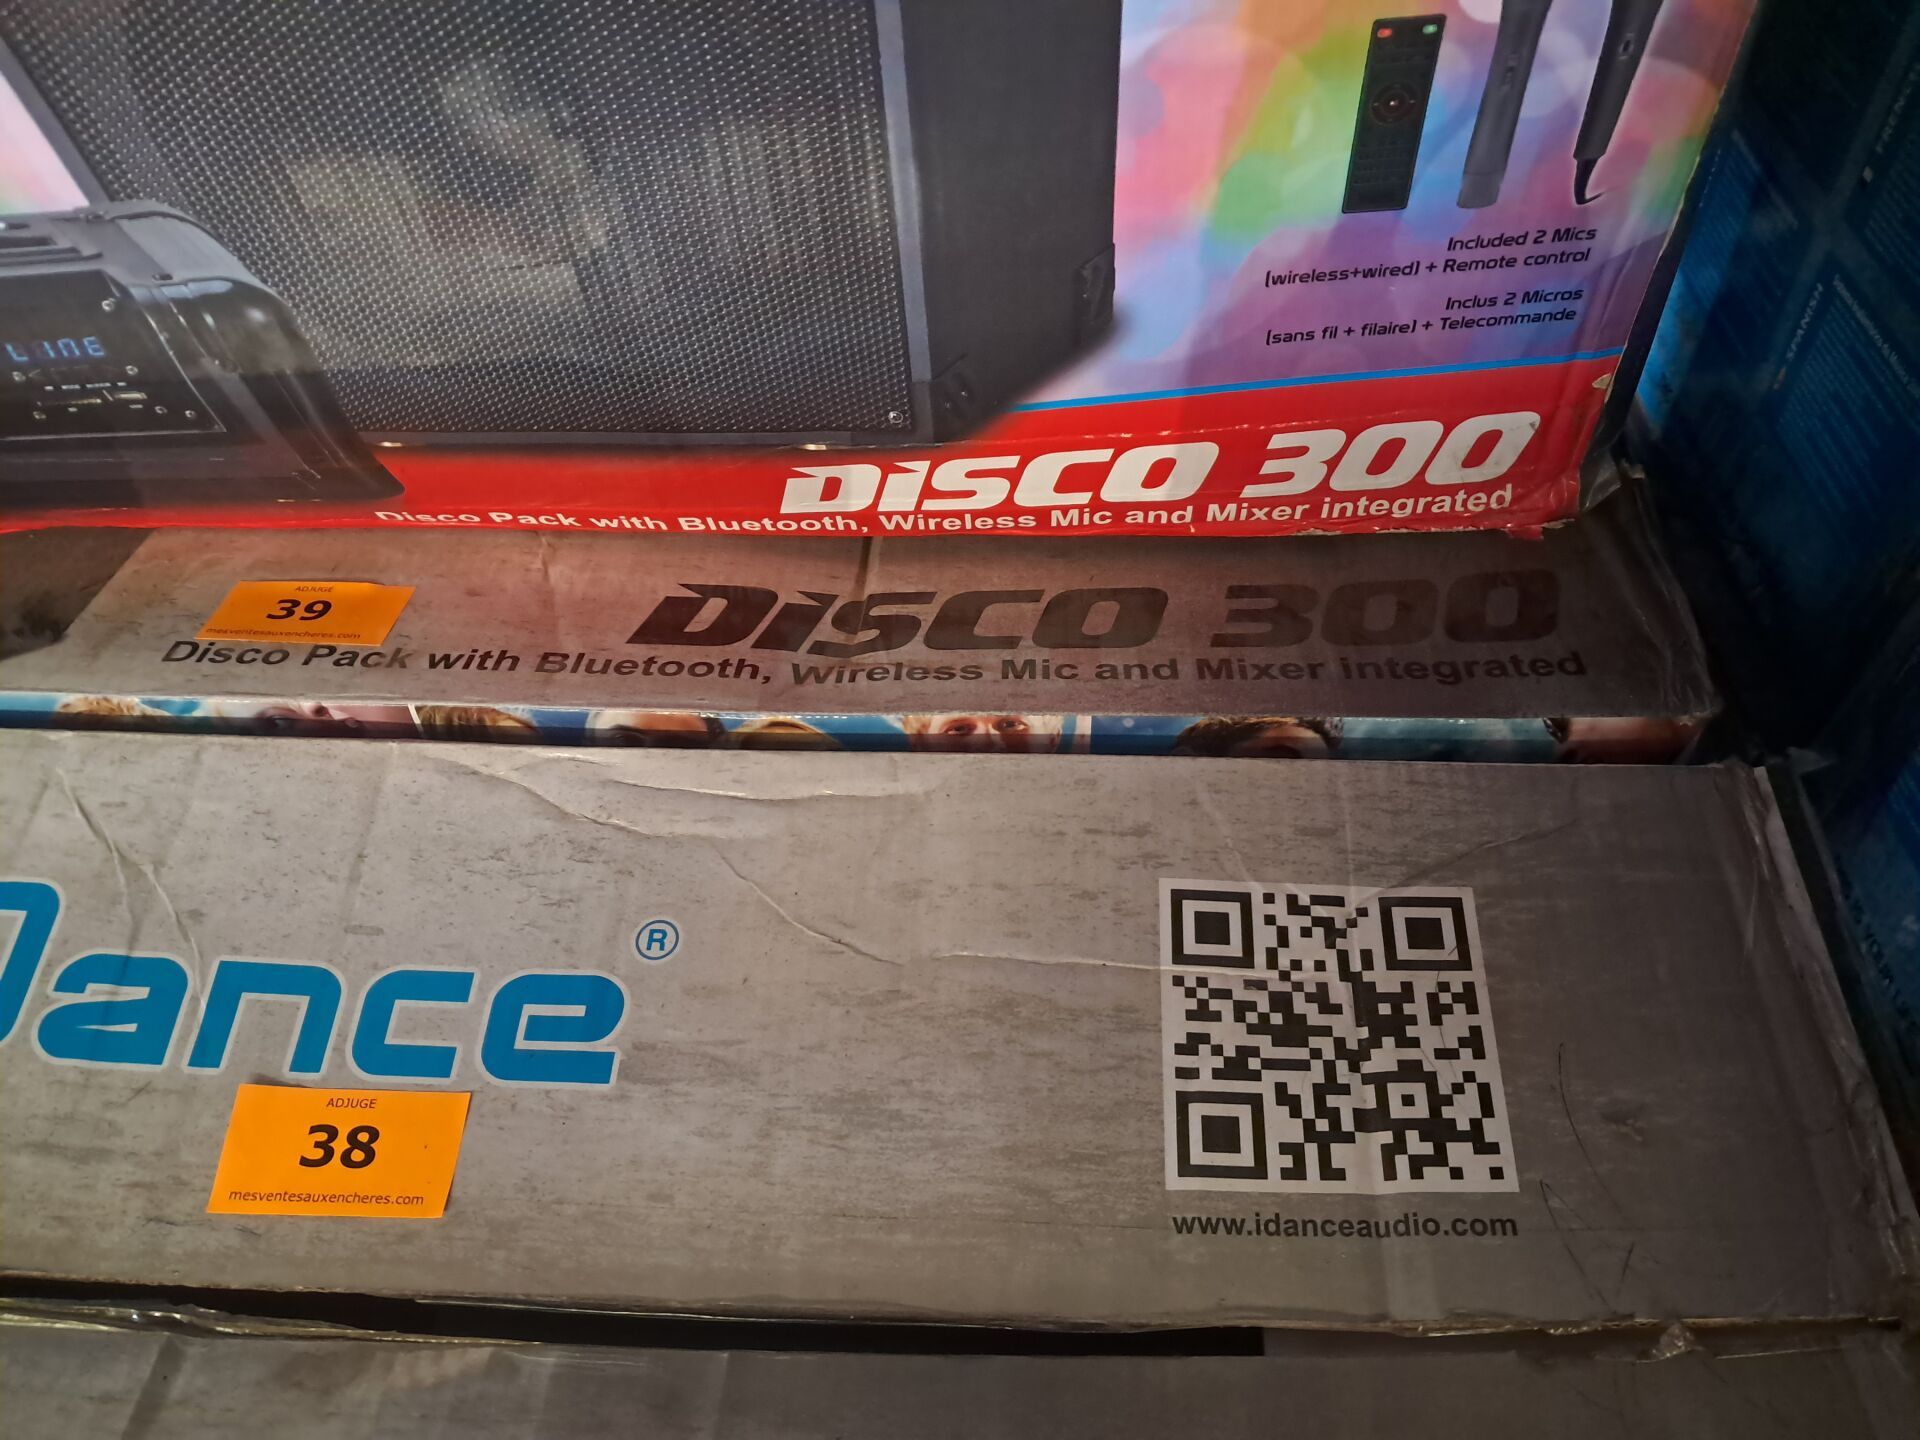 LINE
Included 2 Mics
(wireless+wired) + Remote control
Inclus 2 Micros
(sans fil + filaire) + Telecommande
DISCO 300
Disco Pack with Bluetooth, Wireless Mic and Mixer integrated
ADJUGE
39
mesventesauxencheres.com
DISCO 300
Disco Pack with Bluetooth, Wireless Mic and Mixer integrated
Dance®
ADJUGE
38
mesventesauxencheres.com
www.idanceaudio.com
SPANISH